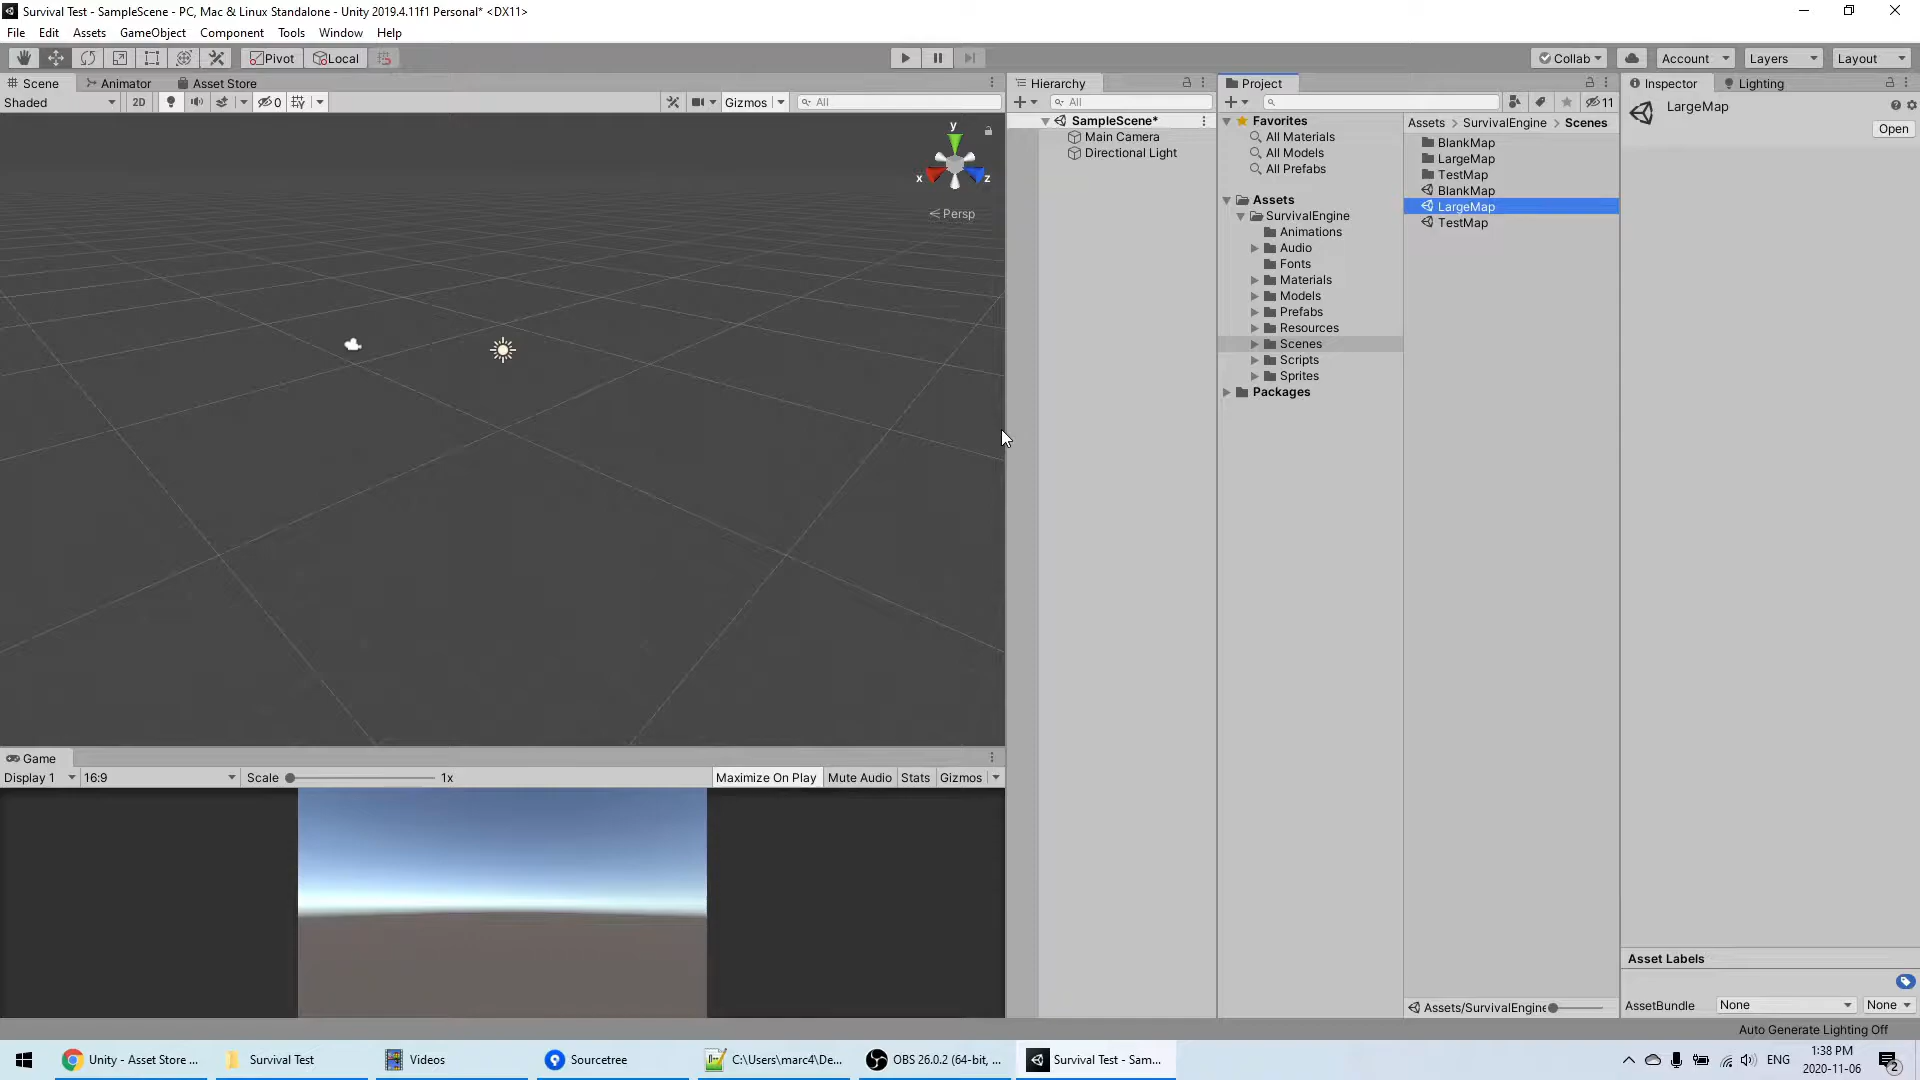 Survival Test - SampleScene - PC, Mac & Linux Standalone - Unity 2019.4.11f1 Personal* <DX11>
File Edit Assets GameObject Component Tools Window Help
Pivot Local Collab Account Layers Layout
Scene Animator Asset Store
Shaded 2D 0 Gizmos All
y
x z
Persp
Hierarchy
All
SampleScene*
Main Camera
Directional Light
Project
11
Favorites
All Materials
All Models
All Prefabs
Assets
SurvivalEngine
Animations
Audio
Fonts
Materials
Models
Prefabs
Resources
Scenes
Scripts
Sprites
Packages
Assets > SurvivalEngine > Scenes
BlankMap
LargeMap
TestMap
BlankMap
LargeMap
TestMap
Assets/SurvivalEngine
Inspector Lighting
LargeMap
Open
Asset Labels
AssetBundle None None
Game
Display 1 16:9 Scale 1x Maximize On Play Mute Audio Stats Gizmos
Auto Generate Lighting Off
Unity - Asset Store ... Survival Test Videos Sourcetree C:\Users\marc4\De... OBS 26.0.2 (64-bit, ... Survival Test - Sam... ENG
1:38 PM
2020-11-06
2